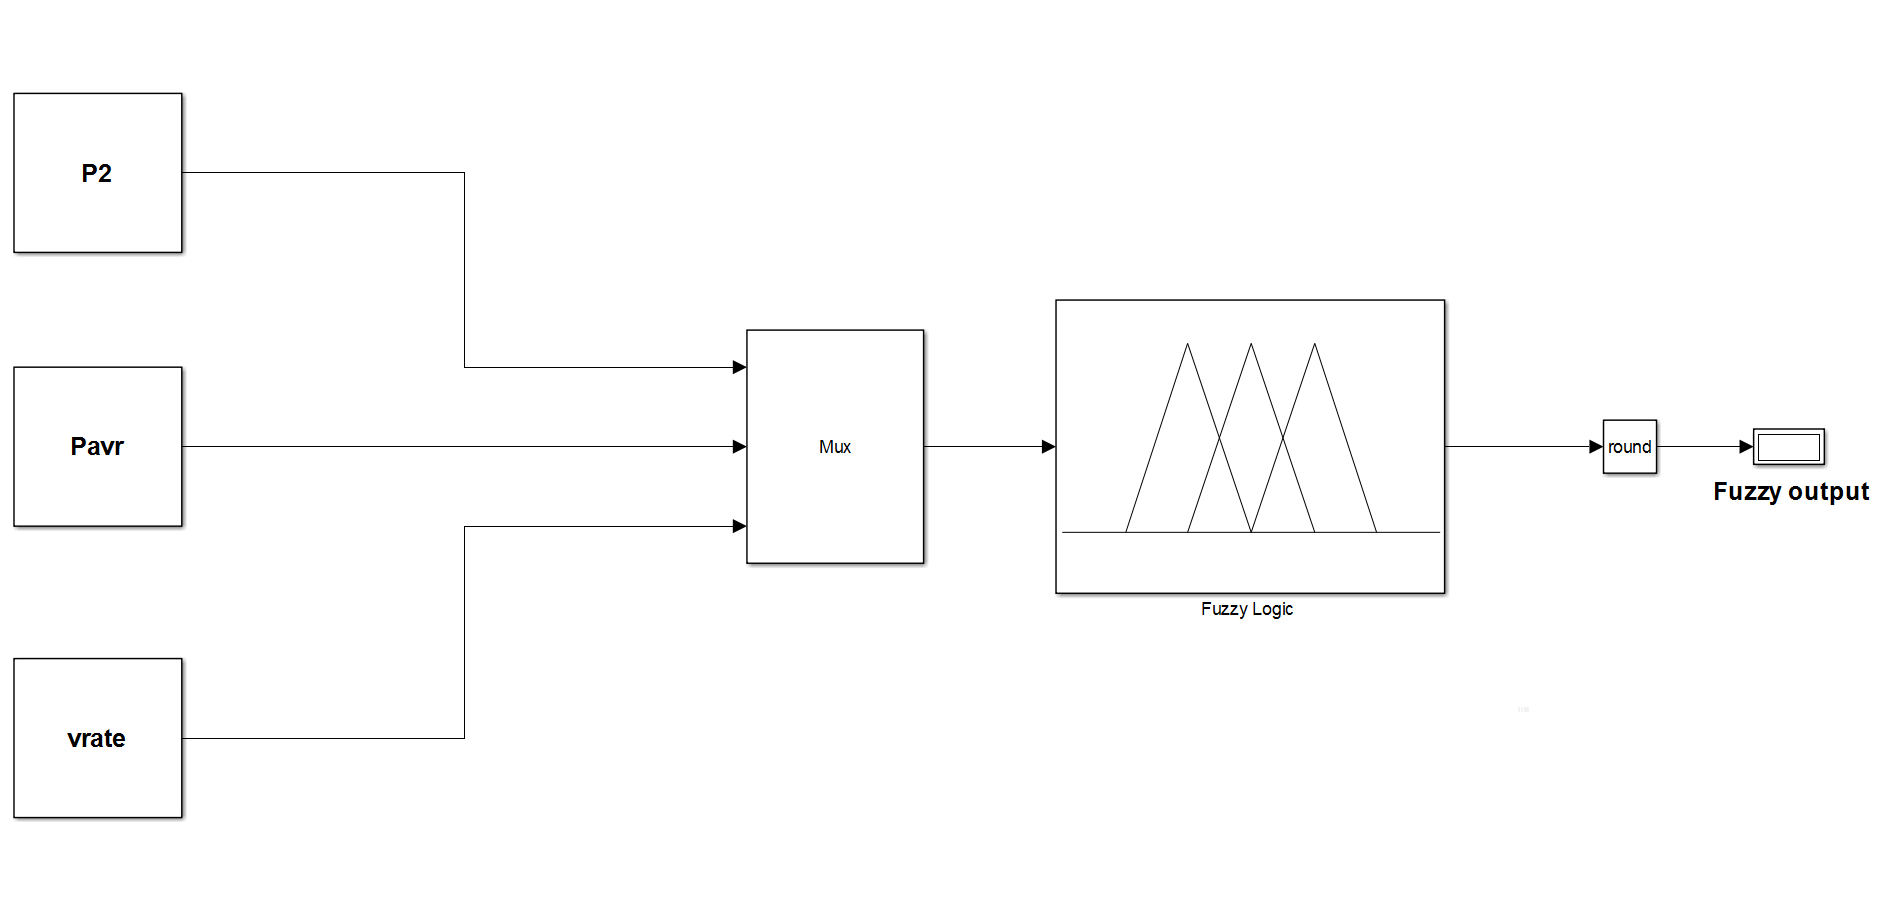 P2
Pavr
vrate
Mux
Fuzzy Logic
round
Fuzzy output